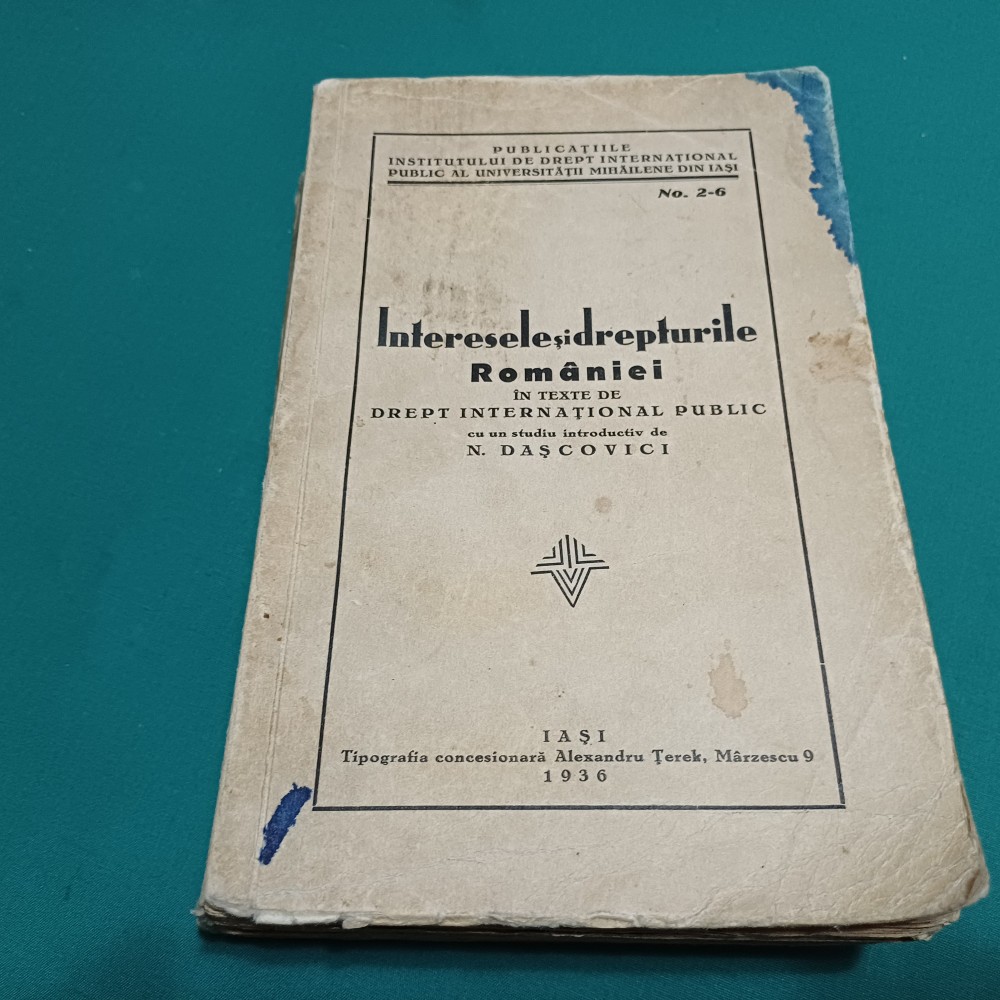 PUBLICAȚIILE
INSTITUTULUI DE DREPT INTERNAȚIONAL
PUBLIC AL UNIVERSITĂȚII MIHĂILENE DIN IAȘI
No. 2-6
Interesele și drepturile
României
ÎN TEXTE DE
DREPT INTERNAȚIONAL PUBLIC
cu un studiu introductiv de
N. DAȘCOVICI
IAȘI
Tipografia concesionară Alexandru Țerek, Mârzescu 9
1936